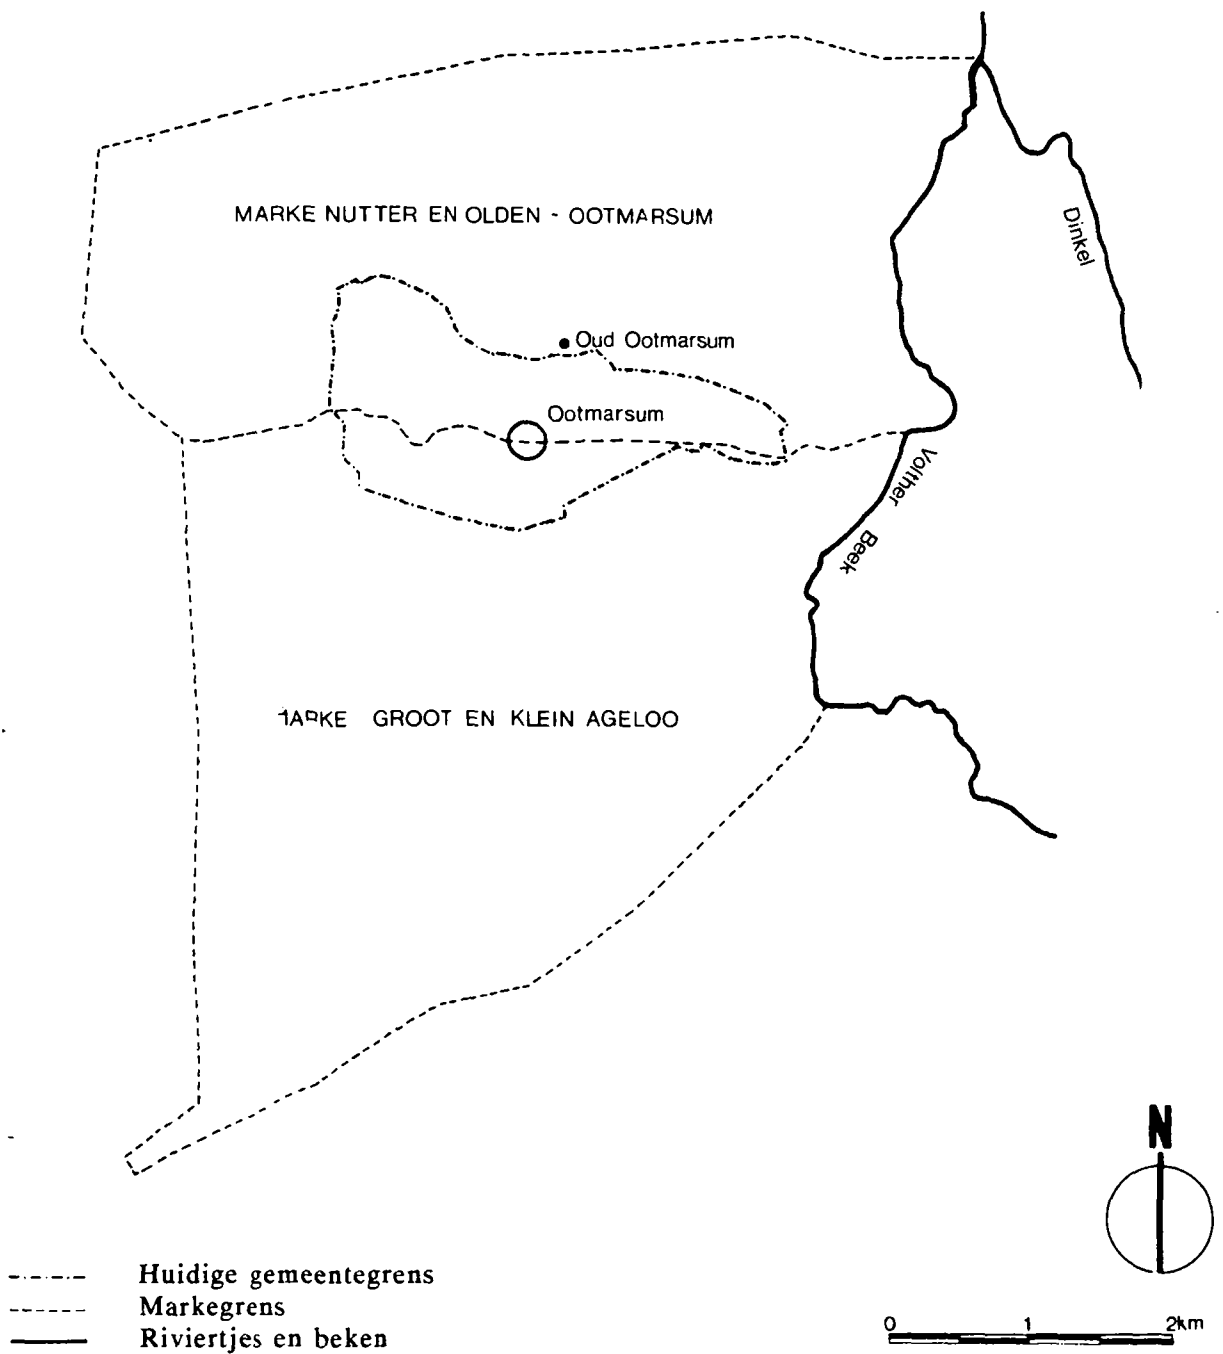 MARKE NUTTER EN OLDEN - OOTMARSUM
Dinkel
Oud Ootmarsum
Ootmarsum
Volther
Beek
GROOT EN KLEIN AGELOO
N
Huidige gemeentegrens
Markegrens
Riviertjes en beken
0 1 2km